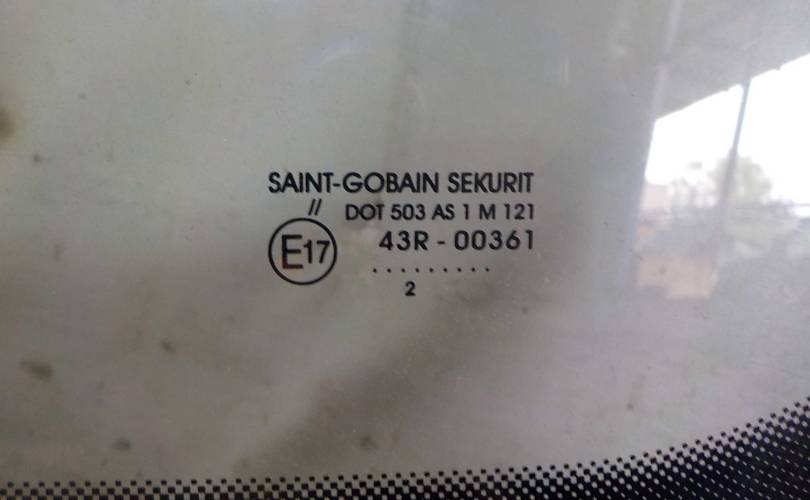 SAINT-GOBAIN SEKURIT
// DOT 503 AS 1 M 121
E17 43R - 00361
.........
2